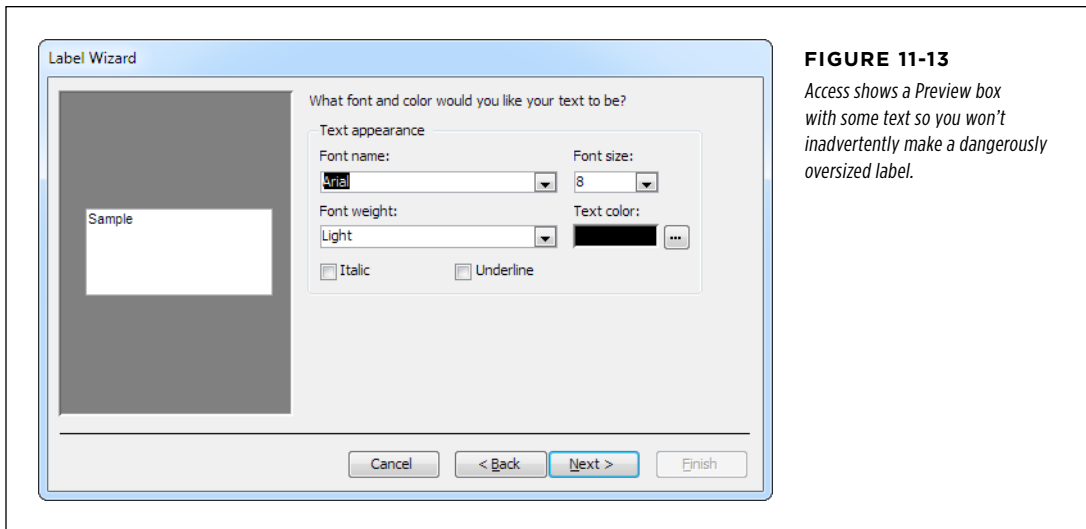 Label Wizard
What font and color would you like your text to be?
Text appearance
Font name:
Font size:
Arial
8
Sample
Font weight:
Text color:
Light
...
Italic
Underline
Cancel
< Back
Next >
Finish
FIGURE 11-13
Access shows a Preview box
with some text so you won’t
inadvertently make a dangerously
oversized label.